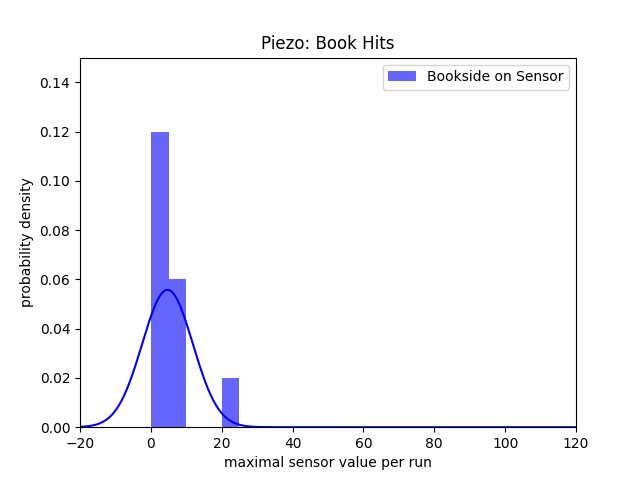 Piezo: Book Hits
Bookside on Sensor
probability density
0.14
0.12
0.10
0.08
0.06
0.04
0.02
0.00
−20 0 20 40 60 80 100 120
maximal sensor value per run